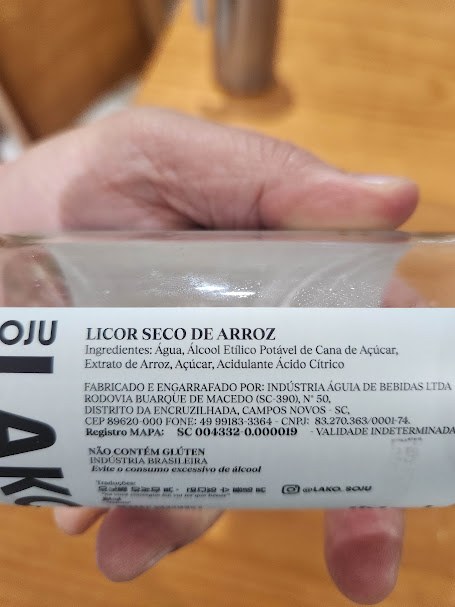 OJU
LAKO
LICOR SECO DE ARROZ
Ingredientes: Água, Álcool Etílico Potável de Cana de Açúcar,
Extrato de Arroz, Açúcar, Acidulante Ácido Cítrico
FABRICADO E ENGARRAFADO POR: INDÚSTRIA ÁGUIA DE BEBIDAS LTDA
RODOVIA BUARQUE DE MACEDO (SC-390), N° 50,
DISTRITO DA ENCRUZILHADA, CAMPOS NOVOS - SC,
CEP 89620-000 FONE: 49 99183-3364 - CNPJ: 83.270.363/0001-74.
Registro MAPA: SC 004332-0.000019 - VALIDADE INDETERMINADA
NÃO CONTÉM GLÚTEN
INDÚSTRIA BRASILEIRA
Evite o consumo excessivo de álcool
Traduções:
@LAKO.SOJU